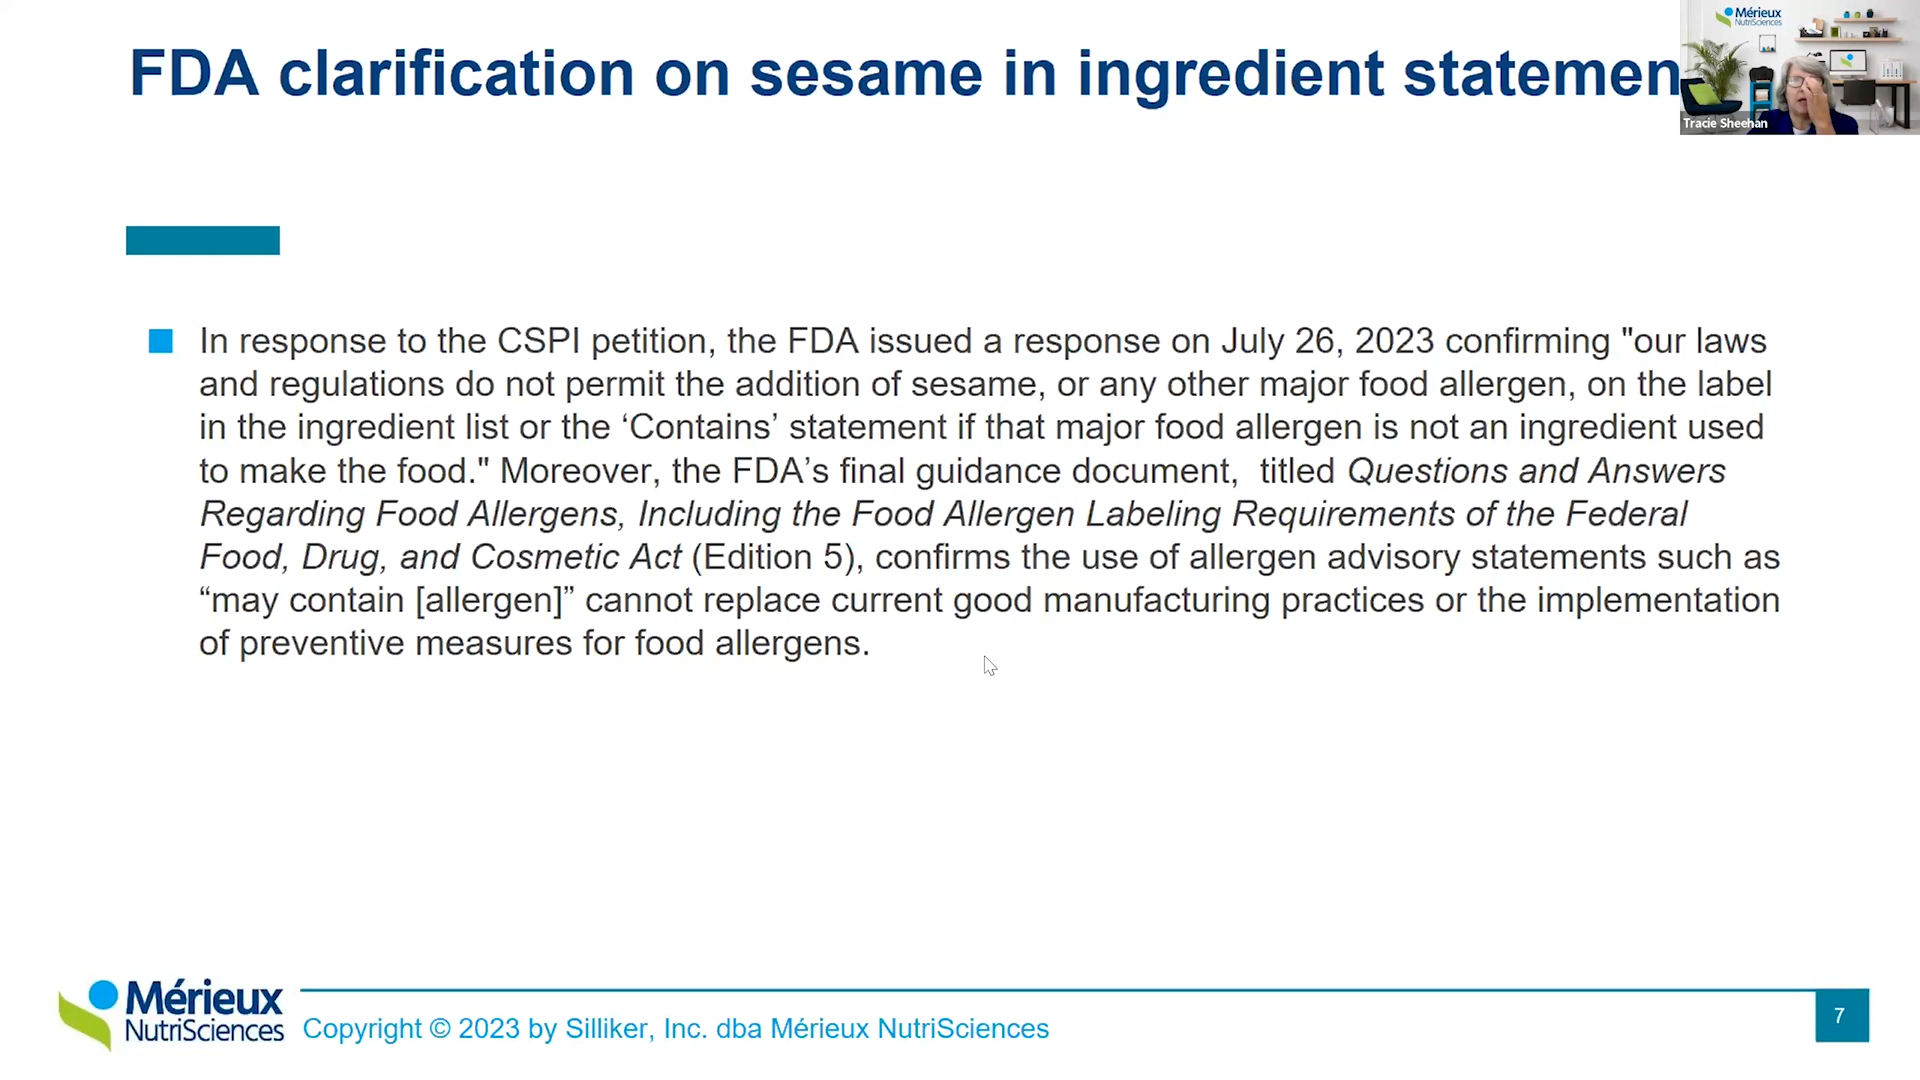 FDA clarification on sesame in ingredient statemen
Mérieux
NutriSciences
Tracie Sheehan
In response to the CSPI petition, the FDA issued a response on July 26, 2023 confirming "our laws
and regulations do not permit the addition of sesame, or any other major food allergen, on the label
in the ingredient list or the ‘Contains’ statement if that major food allergen is not an ingredient used
to make the food." Moreover, the FDA’s final guidance document,  titled Questions and Answers
Regarding Food Allergens, Including the Food Allergen Labeling Requirements of the Federal
Food, Drug, and Cosmetic Act (Edition 5), confirms the use of allergen advisory statements such as
“may contain [allergen]” cannot replace current good manufacturing practices or the implementation
of preventive measures for food allergens.
Mérieux
NutriSciences
Copyright © 2023 by Silliker, Inc. dba Mérieux NutriSciences
7